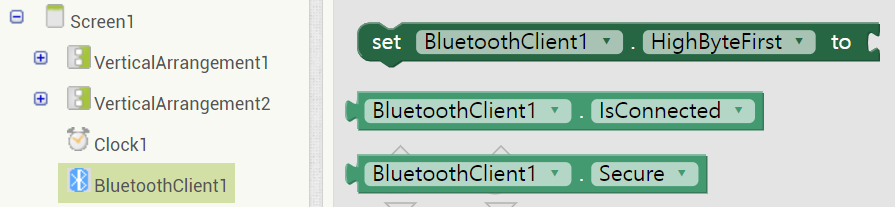 Screen1
VerticalArrangement1
VerticalArrangement2
Clock1
BluetoothClient1
set BluetoothClient1 . HighByteFirst to
BluetoothClient1 . IsConnected
BluetoothClient1 . Secure